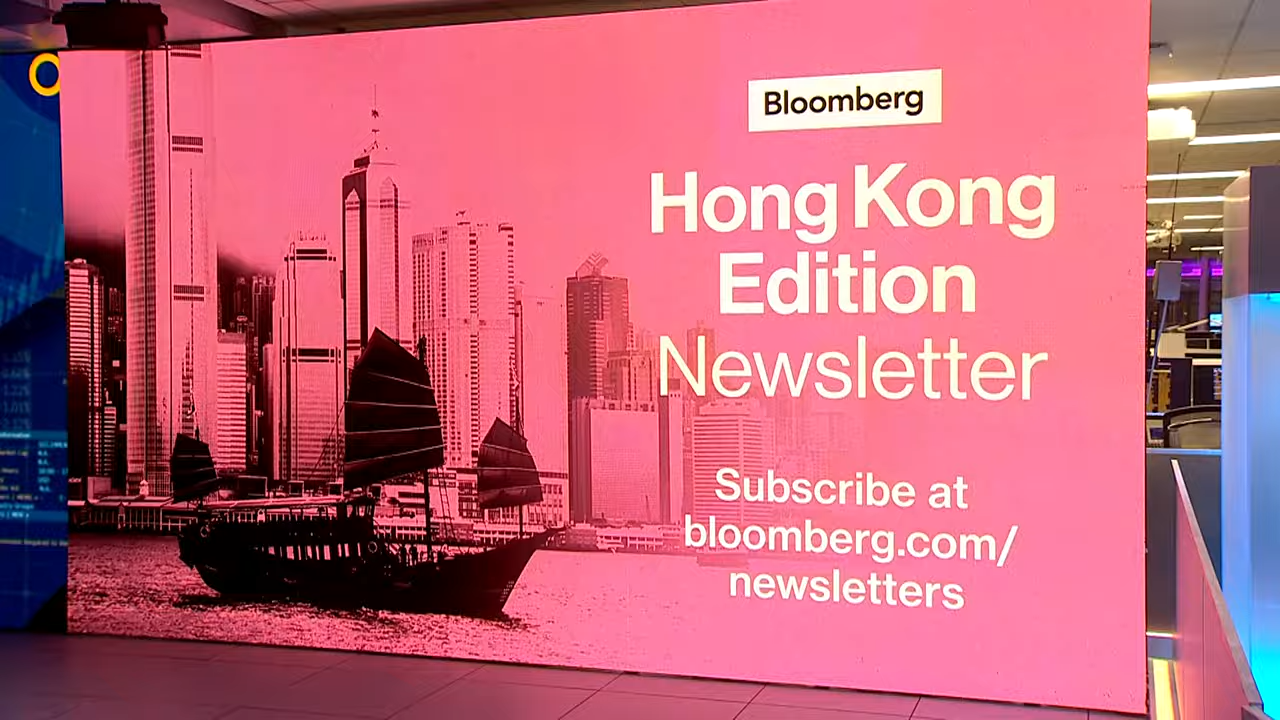 Bloomberg
Hong Kong
Edition
Newsletter
Subscribe at
bloomberg.com/
newsletters